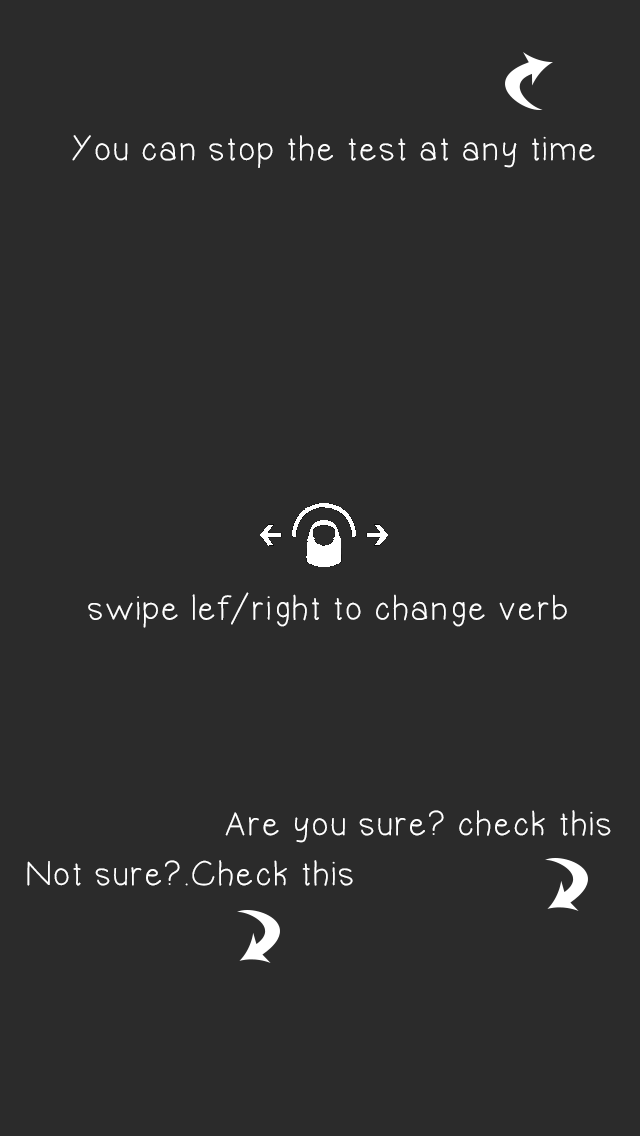 You can stop the test at any time
swipe lef/right to change verb
Are you sure? check this
Not sure?.Check this